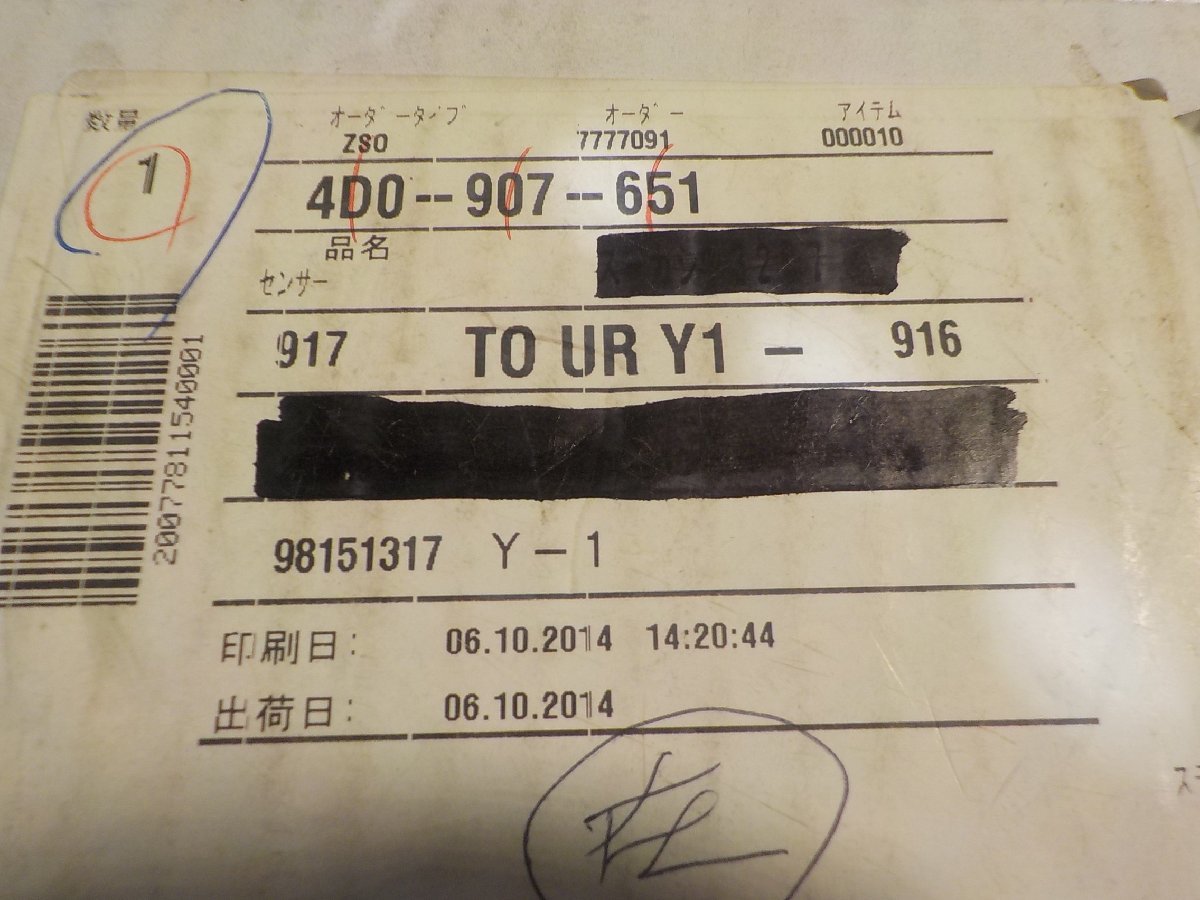 数量 オーダータイプ オーダー アイテム
1 ZSO 7777091 000010
4D0--907--651
品名
センサー
917 TO UR Y1 - 916
200778115400001
98151317 Y-1
印刷日: 06.10.2014 14:20:44
出荷日: 06.10.2014
在